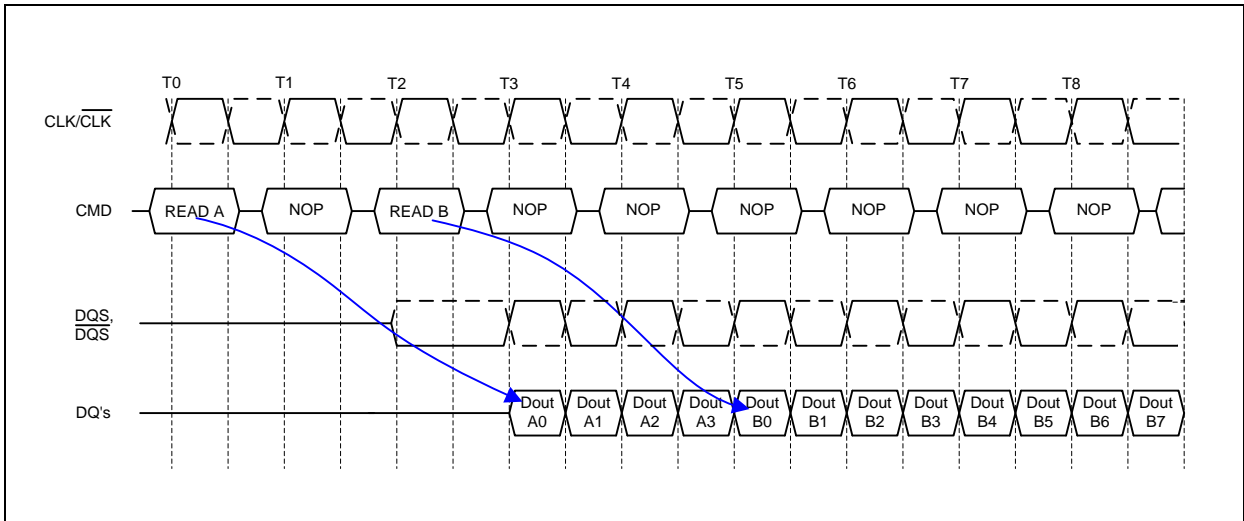 T0 T1 T2 T3 T4 T5 T6 T7 T8
CLK/CLK
CMD READ A NOP READ B NOP NOP NOP NOP NOP NOP
DQS,
DQS
DQ's
Dout Dout Dout Dout Dout Dout Dout Dout Dout Dout Dout Dout
A0 A1 A2 A3 B0 B1 B2 B3 B4 B5 B6 B7